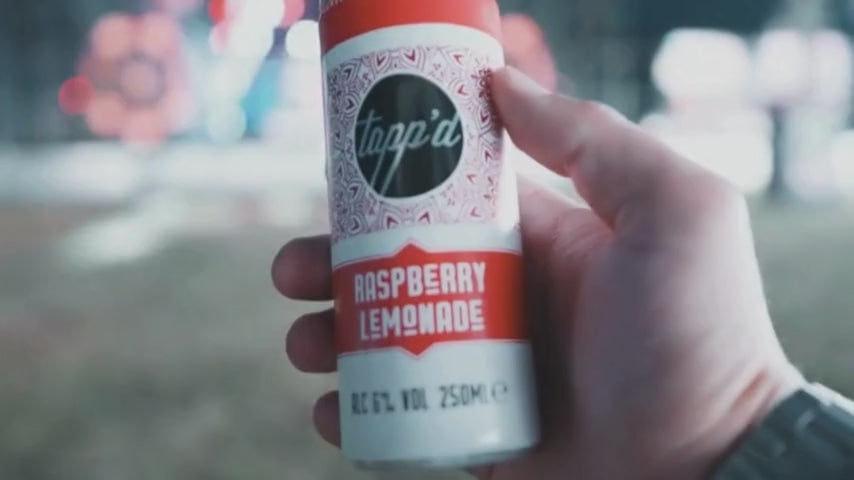 tapp'd
RASPBERRY
LEMONADE
ALC 6% VOL 250ML℮